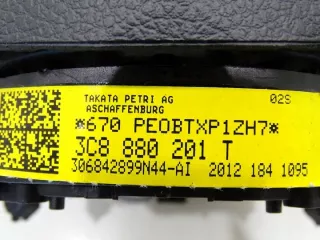 TAKATA PETRI AG 02S
ASCHAFFENBURG
*670 PEOBTXP1ZH7*
3C8 880 201 T
306842899N44-AI 2012 184 1095